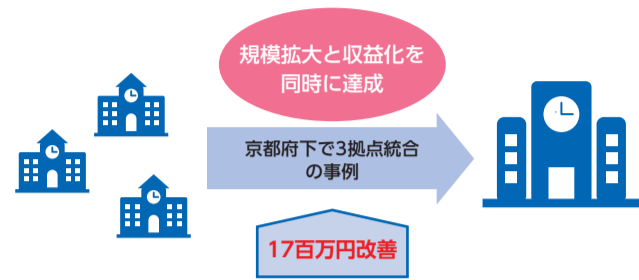 規模拡大と収益化を
同時に達成
京都府下で3拠点統合
の事例
17百万円改善